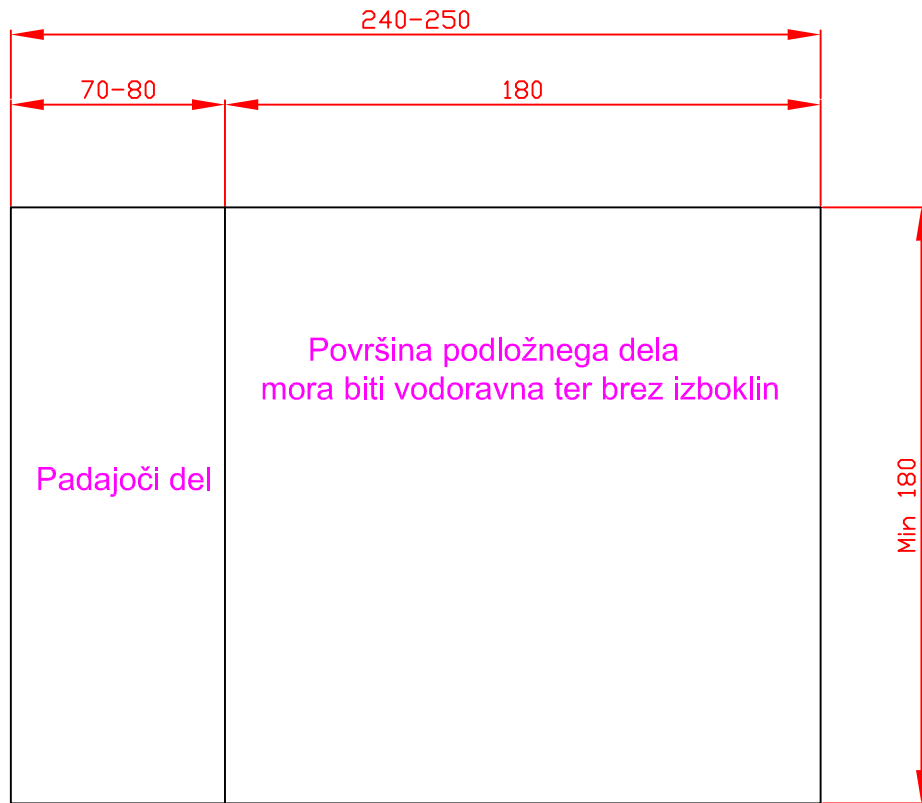 240-250
70-80
180
Površina podložnega dela
mora biti vodoravna ter brez izboklin
Padajoči del
Min 180